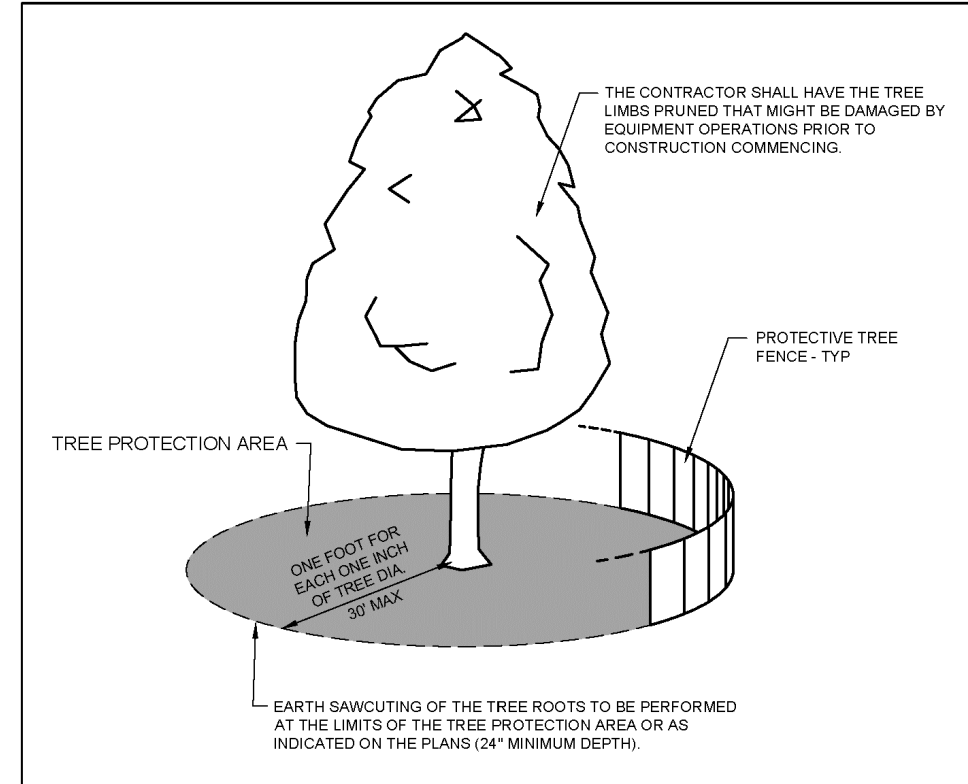 THE CONTRACTOR SHALL HAVE THE TREE
LIMBS PRUNED THAT MIGHT BE DAMAGED BY
EQUIPMENT OPERATIONS PRIOR TO
CONSTRUCTION COMMENCING.
PROTECTIVE TREE
FENCE - TYP
TREE PROTECTION AREA
ONE FOOT FOR
EACH ONE INCH
OF TREE DIA.
30' MAX
EARTH SAWCUTING OF THE TREE ROOTS TO BE PERFORMED
AT THE LIMITS OF THE TREE PROTECTION AREA OR AS
INDICATED ON THE PLANS (24" MINIMUM DEPTH).